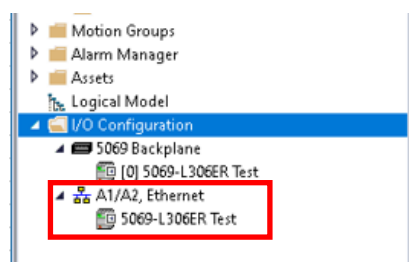 Motion Groups
Alarm Manager
Assets
Logical Model
I/O Configuration
5069 Backplane
[0] 5069-L306ER Test
A1/A2, Ethernet
5069-L306ER Test